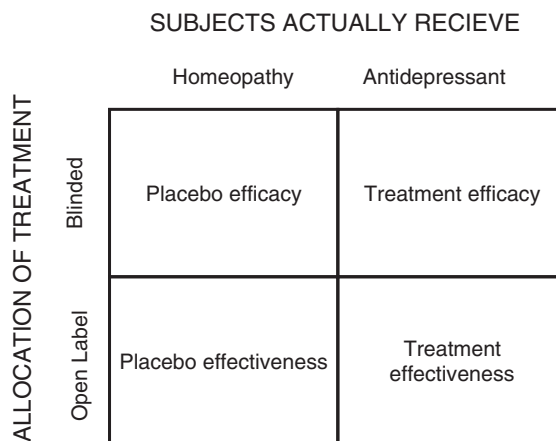 SUBJECTS ACTUALLY RECIEVE
Homeopathy Antidepressant
ALLOCATION OF TREATMENT
Blinded
Placebo efficacy Treatment efficacy
Open Label
Placebo effectiveness Treatment
effectiveness